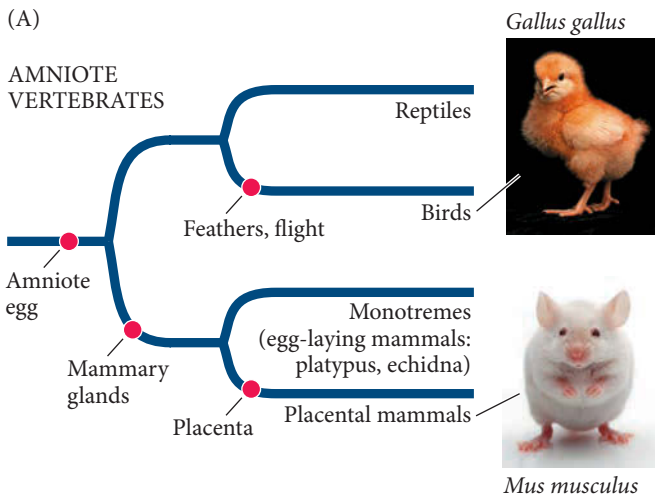 (A)
Gallus gallus
AMNIOTE
VERTEBRATES
Reptiles
Birds
Feathers, flight
Amniote
egg
Monotremes
(egg-laying mammals:
platypus, echidna)
Mammary
glands
Placental mammals
Placenta
Mus musculus